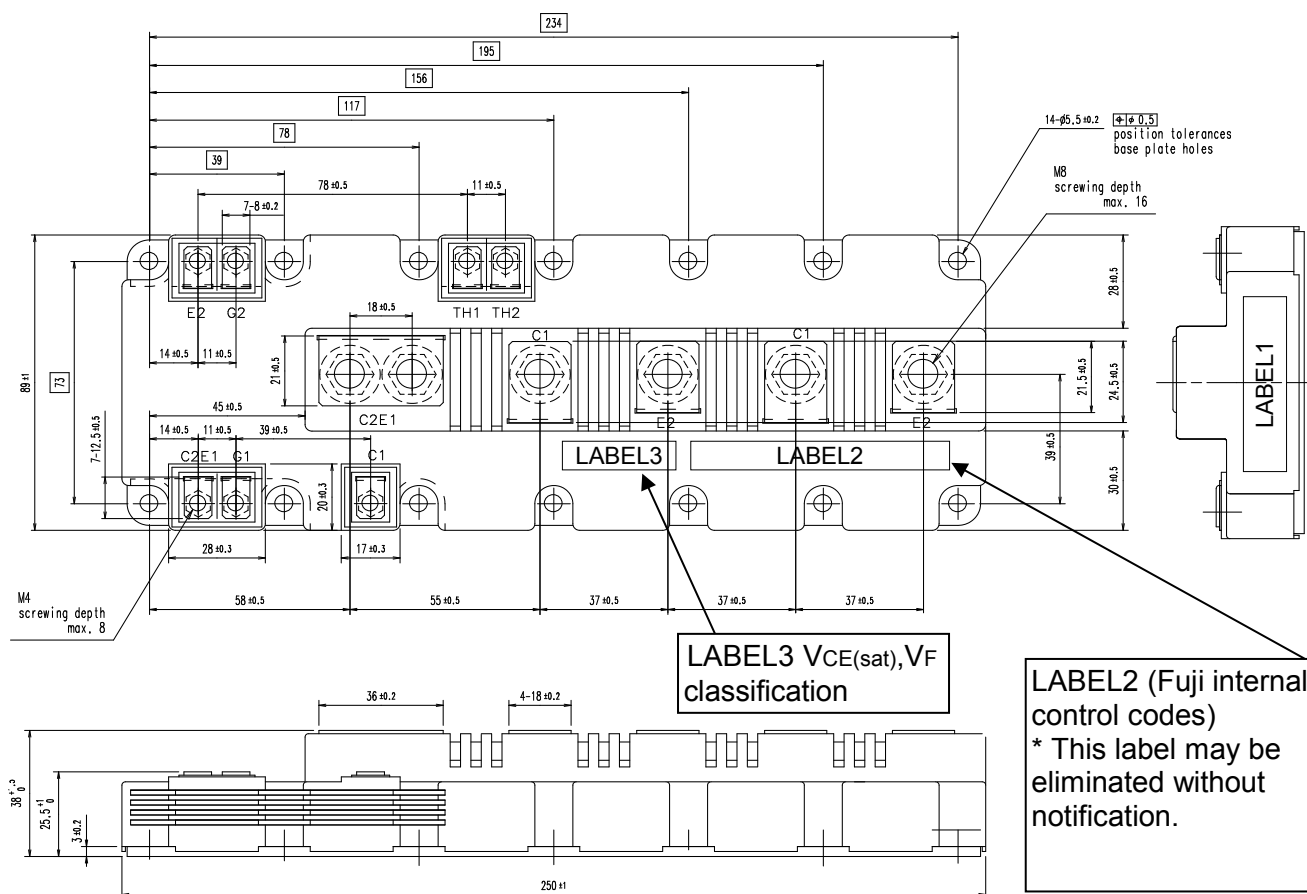 234
195
156
117
78
39
78 ±0.5
11 ±0.5
7-8 ±0.2
14-ø5.5 ±0.2
⌖ ø 0.5
position tolerances
base plate holes
M8
screwing depth
max. 16
E2 G2
TH1 TH2
18 ±0.5
C1
C1
14 ±0.5
11 ±0.5
21 ±0.5
89 ±1
73
28 ±0.5
21.5 ±0.5
24.5 ±0.5
LABEL1
45 ±0.5
C2E1
E2
E2
14 ±0.5
11 ±0.5
39 ±0.5
7-12.5 ±0.5
C2E1 G1
C1
LABEL3
LABEL2
39 ±0.5
30 ±0.5
20 ±0.3
28 ±0.3
17 ±0.3
M4
screwing depth
max. 8
58 ±0.5
55 ±0.5
37 ±0.5
37 ±0.5
37 ±0.5
LABEL3 VCE(sat),VF
classification
LABEL2 (Fuji internal
control codes)
* This label may be
eliminated without
notification.
36 ±0.2
4-18 ±0.2
38
25.5 +1 0
3 ±0.2
250 ±1